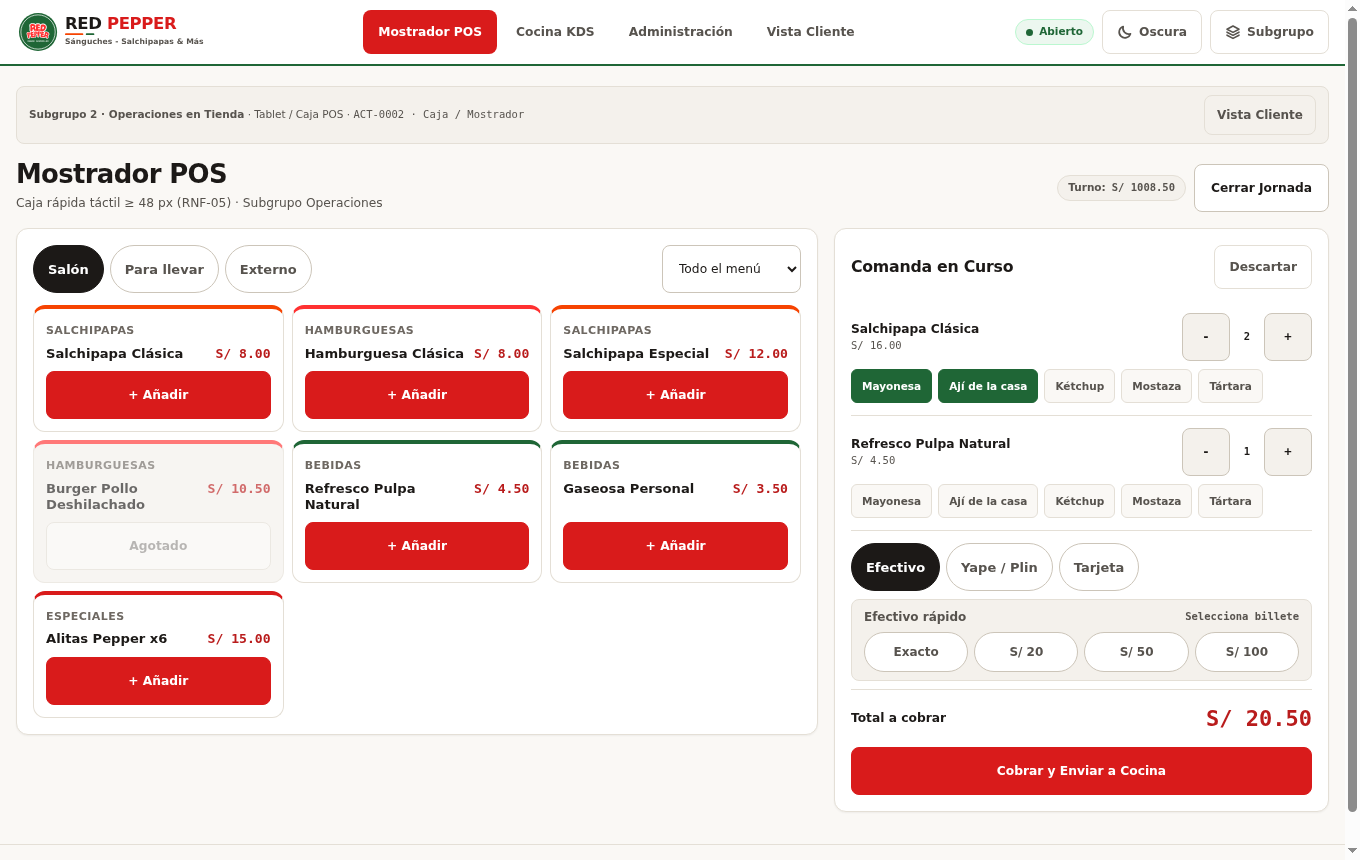 RED PEPPER
Sánguches - Salchipapas & Más
Mostrador POS
Cocina KDS
Administración
Vista Cliente
Abierto
Oscura
Subgrupo
Subgrupo 2 · Operaciones en Tienda · Tablet / Caja POS · ACT-0002 · Caja / Mostrador
Vista Cliente
Mostrador POS
Caja rápida táctil ≥ 48 px (RNF-05) · Subgrupo Operaciones
Turno: S/ 1008.50
Cerrar Jornada
Salón
Para llevar
Externo
Todo el menú
SALCHIPAPAS
Salchipapa Clásica S/ 8.00
+ Añadir
HAMBURGUESAS
Hamburguesa Clásica S/ 8.00
+ Añadir
SALCHIPAPAS
Salchipapa Especial S/ 12.00
+ Añadir
HAMBURGUESAS
Burger Pollo S/ 10.50
Deshilachado
Agotado
BEBIDAS
Refresco Pulpa S/ 4.50
Natural
+ Añadir
BEBIDAS
Gaseosa Personal S/ 3.50
+ Añadir
ESPECIALES
Alitas Pepper x6 S/ 15.00
+ Añadir
Comanda en Curso
Descartar
Salchipapa Clásica
S/ 16.00
- 2 +
Mayonesa Ají de la casa Kétchup Mostaza Tártara
Refresco Pulpa Natural
S/ 4.50
- 1 +
Mayonesa Ají de la casa Kétchup Mostaza Tártara
Efectivo Yape / Plin Tarjeta
Efectivo rápido Selecciona billete
Exacto S/ 20 S/ 50 S/ 100
Total a cobrar S/ 20.50
Cobrar y Enviar a Cocina